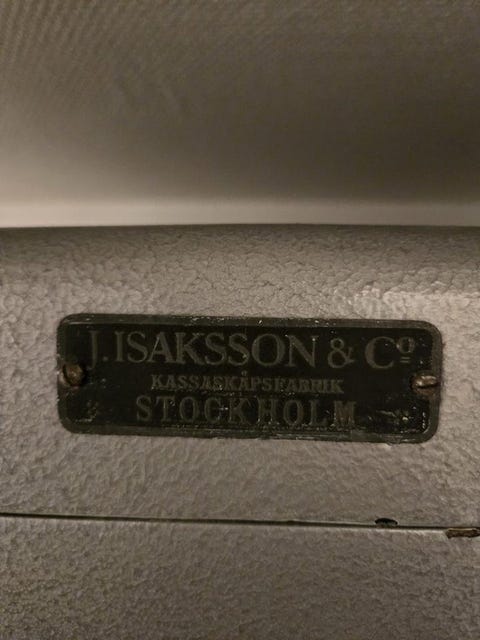 J. ISAKSSON & Cº
KASSASKÅPSFABRIK
STOCKHOLM